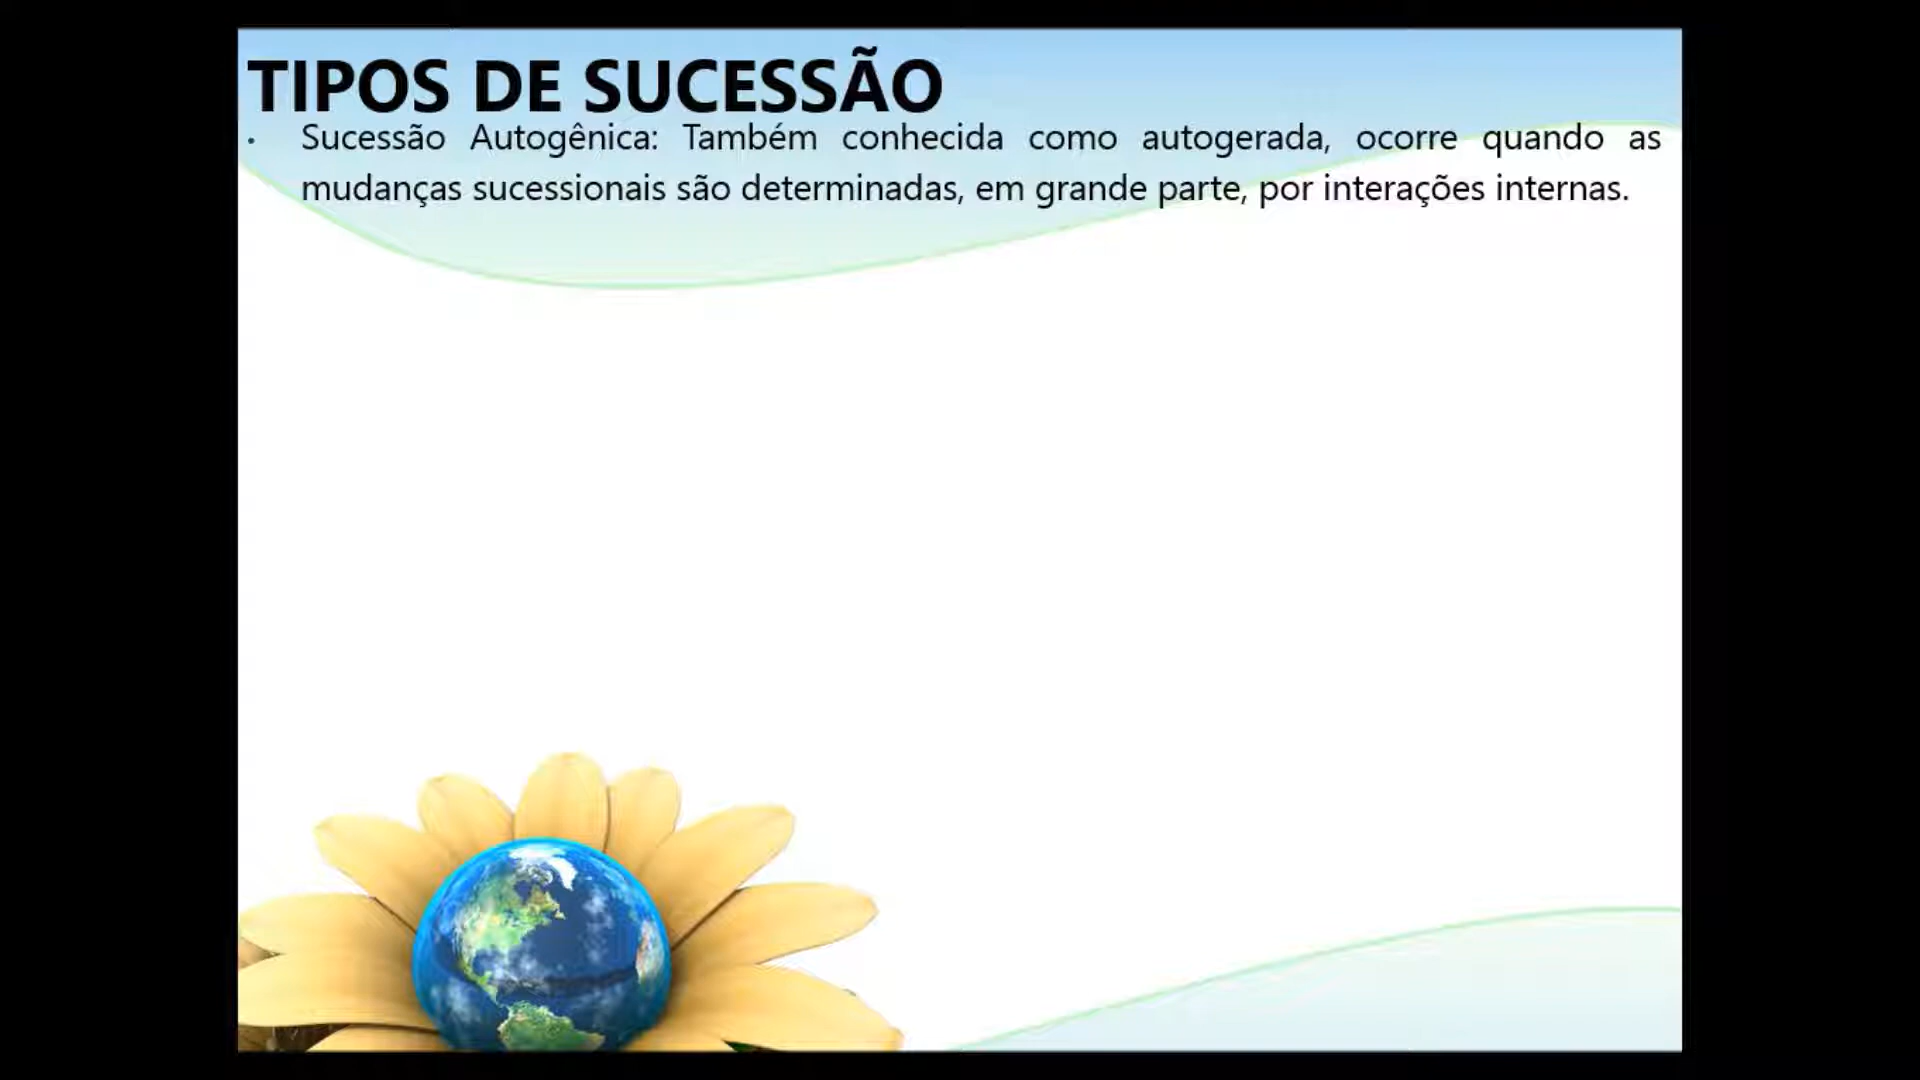 TIPOS DE SUCESSÃO
· Sucessão Autogênica: Também conhecida como autogerada, ocorre quando as
mudanças sucessionais são determinadas, em grande parte, por interações internas.